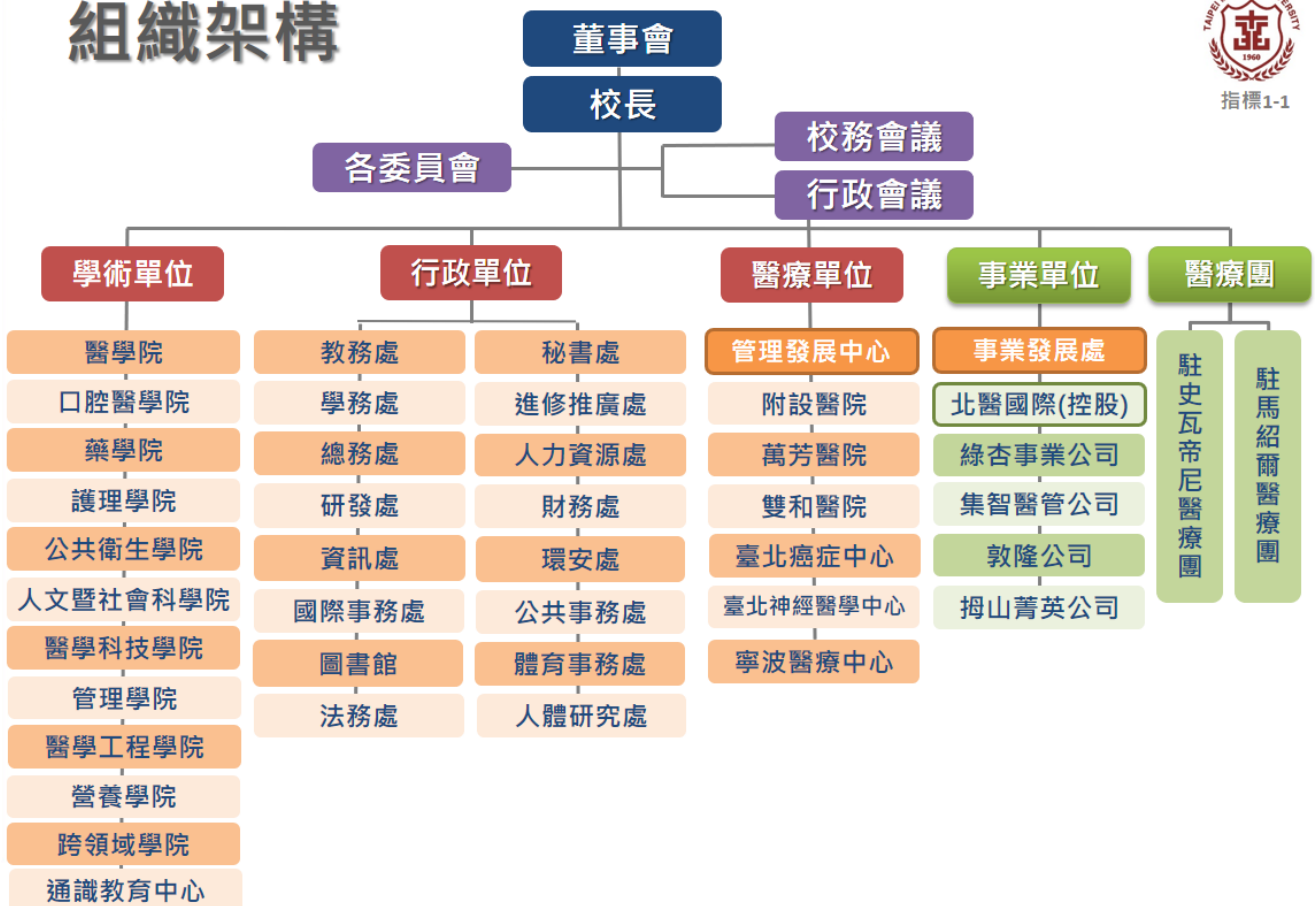 組織架構
董事會
校長
指標1-1
1960
各委員會
校務會議
行政會議
學術單位
行政單位
醫療單位
事業單位
醫療團
醫學院
口腔醫學院
藥學院
護理學院
公共衛生學院
人文暨社會科學院
醫學科技學院
管理學院
醫學工程學院
營養學院
跨領域學院
通識教育中心
教務處
學務處
總務處
研發處
資訊處
國際事務處
圖書館
法務處
秘書處
進修推廣處
人力資源處
財務處
環安處
公共事務處
體育事務處
人體研究處
管理發展中心
附設醫院
萬芳醫院
雙和醫院
臺北癌症中心
臺北神經醫學中心
寧波醫療中心
事業發展處
北醫國際(控股)
綠杏事業公司
集智醫管公司
敦隆公司
拇山菁英公司
駐史瓦帝尼醫療團
駐馬紹爾醫療團